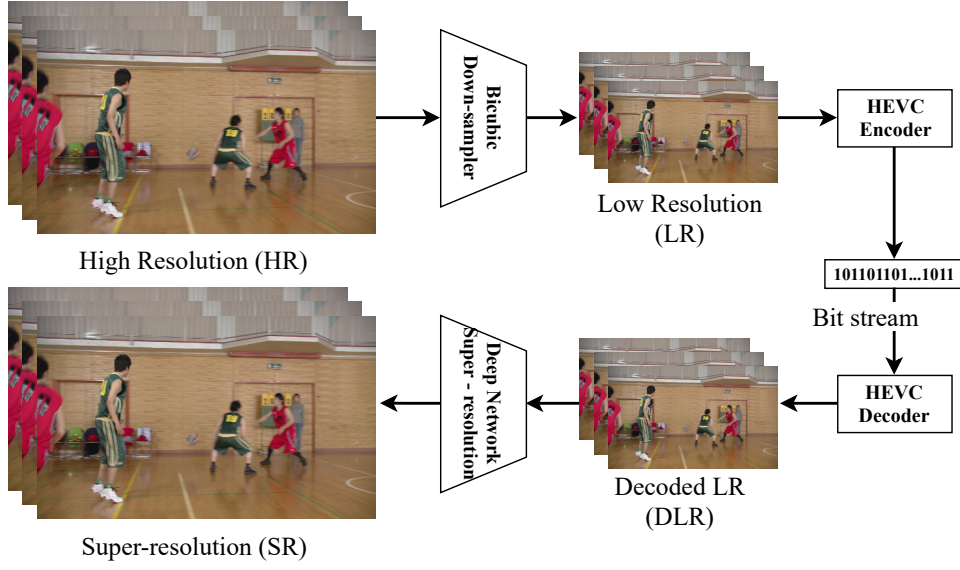 Bicubic
Down-sampler
High Resolution (HR)
Low Resolution
(LR)
HEVC
Encoder
101101101...1011
Bit stream
HEVC
Decoder
Decoded LR
(DLR)
Deep Network
Super - resolution
Super-resolution (SR)